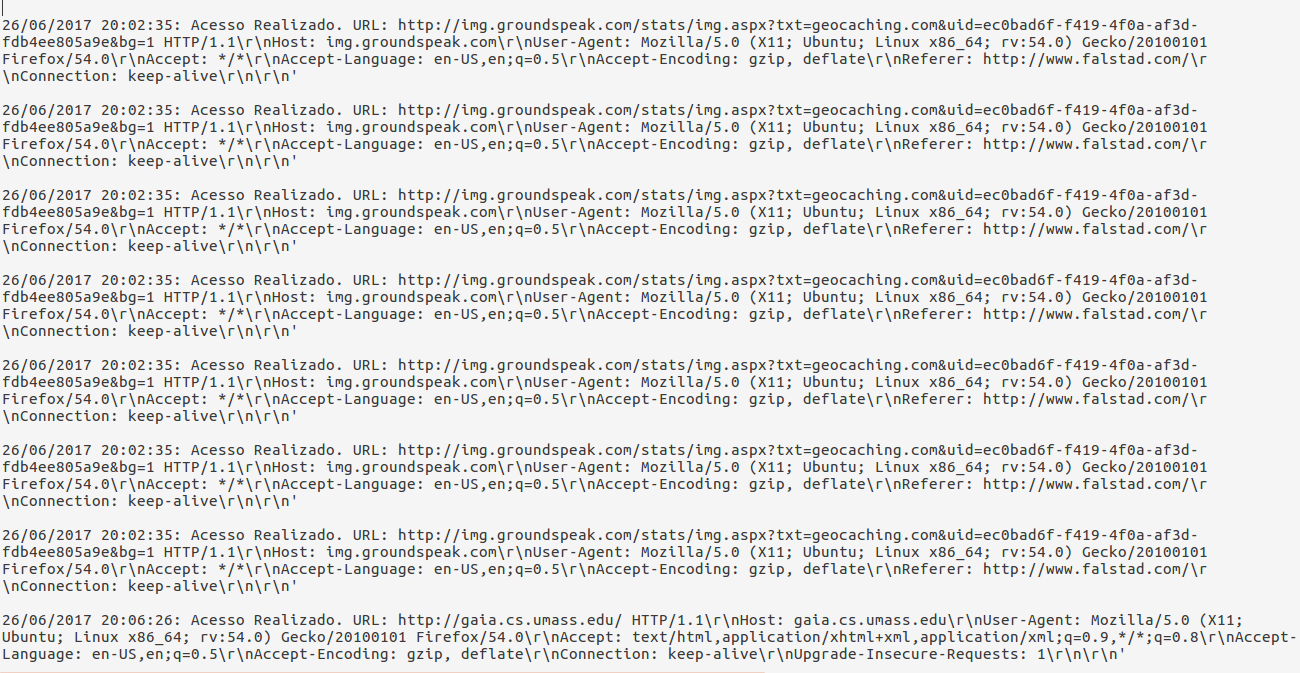 26/06/2017 20:02:35: Acesso Realizado. URL: http://img.groundspeak.com/stats/img.aspx?txt=geocaching.com&uid=ec0bad6f-f419-4f0a-af3d-
fdb4ee805a9e&bg=1 HTTP/1.1\r\nHost: img.groundspeak.com\r\nUser-Agent: Mozilla/5.0 (X11; Ubuntu; Linux x86_64; rv:54.0) Gecko/20100101
Firefox/54.0\r\nAccept: */*\r\nAccept-Language: en-US,en;q=0.5\r\nAccept-Encoding: gzip, deflate\r\nReferer: http://www.falstad.com/\r
\nConnection: keep-alive\r\n\r\n'

26/06/2017 20:02:35: Acesso Realizado. URL: http://img.groundspeak.com/stats/img.aspx?txt=geocaching.com&uid=ec0bad6f-f419-4f0a-af3d-
fdb4ee805a9e&bg=1 HTTP/1.1\r\nHost: img.groundspeak.com\r\nUser-Agent: Mozilla/5.0 (X11; Ubuntu; Linux x86_64; rv:54.0) Gecko/20100101
Firefox/54.0\r\nAccept: */*\r\nAccept-Language: en-US,en;q=0.5\r\nAccept-Encoding: gzip, deflate\r\nReferer: http://www.falstad.com/\r
\nConnection: keep-alive\r\n\r\n'

26/06/2017 20:02:35: Acesso Realizado. URL: http://img.groundspeak.com/stats/img.aspx?txt=geocaching.com&uid=ec0bad6f-f419-4f0a-af3d-
fdb4ee805a9e&bg=1 HTTP/1.1\r\nHost: img.groundspeak.com\r\nUser-Agent: Mozilla/5.0 (X11; Ubuntu; Linux x86_64; rv:54.0) Gecko/20100101
Firefox/54.0\r\nAccept: */*\r\nAccept-Language: en-US,en;q=0.5\r\nAccept-Encoding: gzip, deflate\r\nReferer: http://www.falstad.com/\r
\nConnection: keep-alive\r\n\r\n'

26/06/2017 20:02:35: Acesso Realizado. URL: http://img.groundspeak.com/stats/img.aspx?txt=geocaching.com&uid=ec0bad6f-f419-4f0a-af3d-
fdb4ee805a9e&bg=1 HTTP/1.1\r\nHost: img.groundspeak.com\r\nUser-Agent: Mozilla/5.0 (X11; Ubuntu; Linux x86_64; rv:54.0) Gecko/20100101
Firefox/54.0\r\nAccept: */*\r\nAccept-Language: en-US,en;q=0.5\r\nAccept-Encoding: gzip, deflate\r\nReferer: http://www.falstad.com/\r
\nConnection: keep-alive\r\n\r\n'

26/06/2017 20:02:35: Acesso Realizado. URL: http://img.groundspeak.com/stats/img.aspx?txt=geocaching.com&uid=ec0bad6f-f419-4f0a-af3d-
fdb4ee805a9e&bg=1 HTTP/1.1\r\nHost: img.groundspeak.com\r\nUser-Agent: Mozilla/5.0 (X11; Ubuntu; Linux x86_64; rv:54.0) Gecko/20100101
Firefox/54.0\r\nAccept: */*\r\nAccept-Language: en-US,en;q=0.5\r\nAccept-Encoding: gzip, deflate\r\nReferer: http://www.falstad.com/\r
\nConnection: keep-alive\r\n\r\n'

26/06/2017 20:02:35: Acesso Realizado. URL: http://img.groundspeak.com/stats/img.aspx?txt=geocaching.com&uid=ec0bad6f-f419-4f0a-af3d-
fdb4ee805a9e&bg=1 HTTP/1.1\r\nHost: img.groundspeak.com\r\nUser-Agent: Mozilla/5.0 (X11; Ubuntu; Linux x86_64; rv:54.0) Gecko/20100101
Firefox/54.0\r\nAccept: */*\r\nAccept-Language: en-US,en;q=0.5\r\nAccept-Encoding: gzip, deflate\r\nReferer: http://www.falstad.com/\r
\nConnection: keep-alive\r\n\r\n'

26/06/2017 20:02:35: Acesso Realizado. URL: http://img.groundspeak.com/stats/img.aspx?txt=geocaching.com&uid=ec0bad6f-f419-4f0a-af3d-
fdb4ee805a9e&bg=1 HTTP/1.1\r\nHost: img.groundspeak.com\r\nUser-Agent: Mozilla/5.0 (X11; Ubuntu; Linux x86_64; rv:54.0) Gecko/20100101
Firefox/54.0\r\nAccept: */*\r\nAccept-Language: en-US,en;q=0.5\r\nAccept-Encoding: gzip, deflate\r\nReferer: http://www.falstad.com/\r
\nConnection: keep-alive\r\n\r\n'

26/06/2017 20:06:26: Acesso Realizado. URL: http://gaia.cs.umass.edu/ HTTP/1.1\r\nHost: gaia.cs.umass.edu\r\nUser-Agent: Mozilla/5.0 (X11;
Ubuntu; Linux x86_64; rv:54.0) Gecko/20100101 Firefox/54.0\r\nAccept: text/html,application/xhtml+xml,application/xml;q=0.9,*/*;q=0.8\r\nAccept-
Language: en-US,en;q=0.5\r\nAccept-Encoding: gzip, deflate\r\nConnection: keep-alive\r\nUpgrade-Insecure-Requests: 1\r\n\r\n'